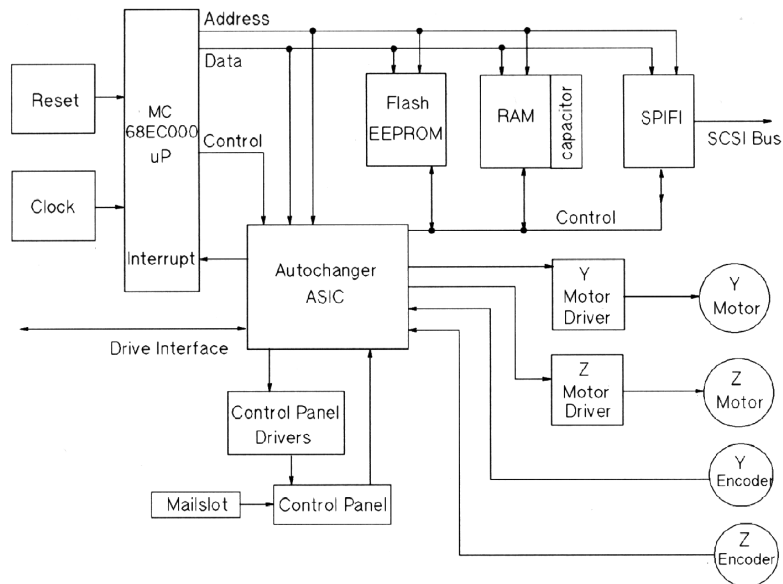 Address
Data
Reset
MC
68EC000
uP
Control
Clock
Interrupt
Flash
EEPROM
RAM
capacitor
SPIFI
SCSI Bus
Control
Autochanger
ASIC
Drive Interface
Y
Motor
Driver
Y
Motor
Z
Motor
Driver
Z
Motor
Control Panel
Drivers
Y
Encoder
Mailslot
Control Panel
Z
Encoder